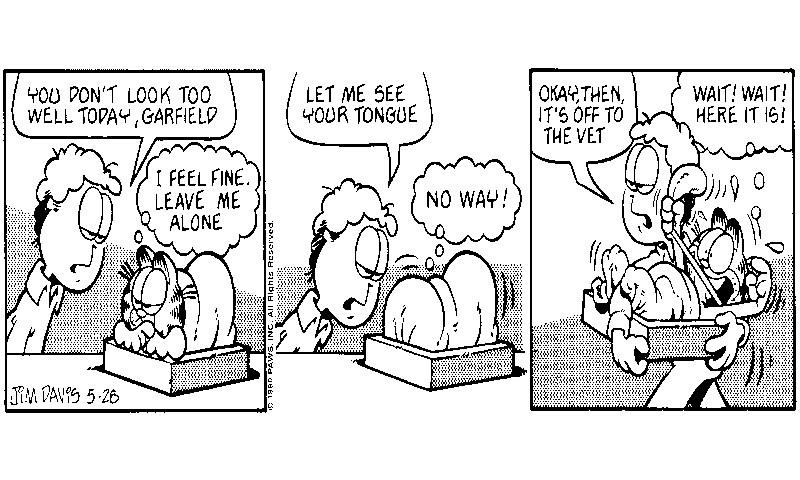 YOU DON'T LOOK TOO
WELL TODAY, GARFIELD
I FEEL FINE.
LEAVE ME
ALONE
JIM DAVIS 5-28
© 1980 PAWS, INC. All Rights Reserved.
LET ME SEE
YOUR TONGUE
NO WAY!
OKAY, THEN,
IT'S OFF TO
THE VET
WAIT! WAIT!
HERE IT IS!